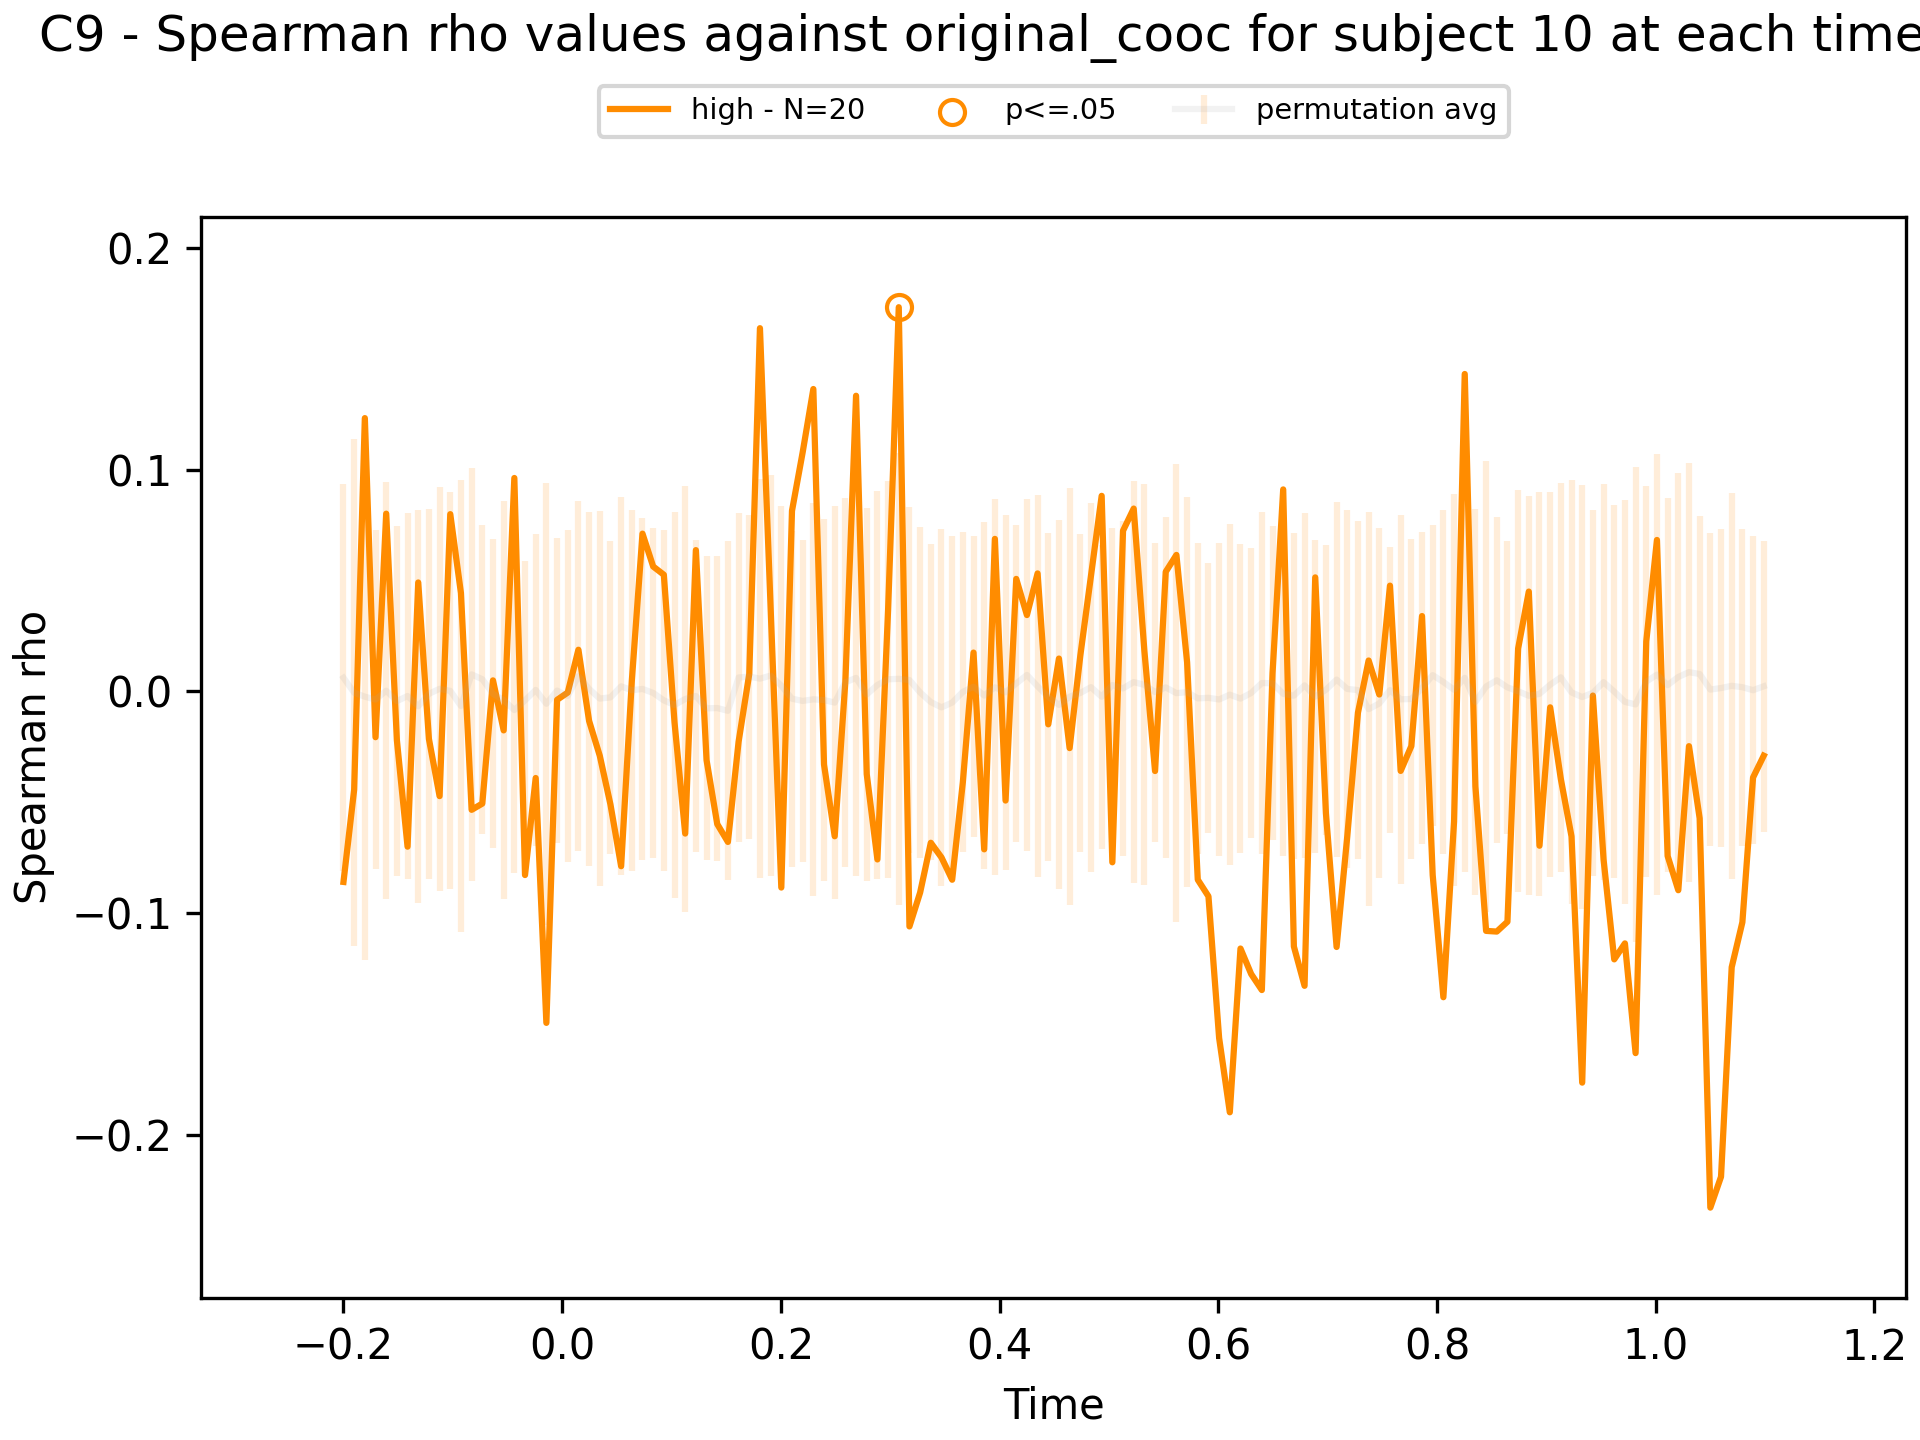 C9 - Spearman rho values against original_cooc for subject 10 at each time
high - N=20 p<=.05 permutation avg
0.2
0.1
0.0
−0.1
−0.2
Spearman rho
−0.2 0.0 0.2 0.4 0.6 0.8 1.0 1.2
Time